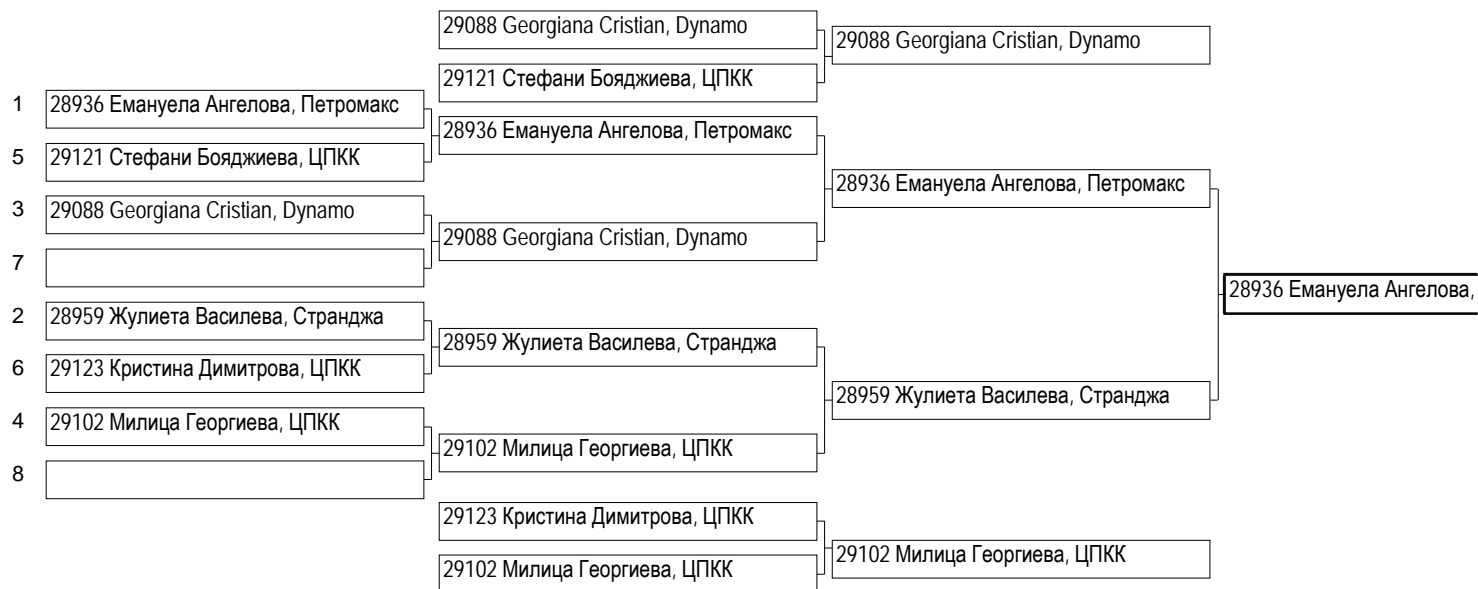 29088 Georgiana Cristian, Dynamo
29088 Georgiana Cristian, Dynamo
29121 Стефани Бояджиева, ЦПКК
1 28936 Емануела Ангелова, Петромакс
28936 Емануела Ангелова, Петромакс
5 29121 Стефани Бояджиева, ЦПКК
28936 Емануела Ангелова, Петромакс
3 29088 Georgiana Cristian, Dynamo
29088 Georgiana Cristian, Dynamo
7
28936 Емануела Ангелова,
2 28959 Жулиета Василева, Странджа
28959 Жулиета Василева, Странджа
6 29123 Кристина Димитрова, ЦПКК
28959 Жулиета Василева, Странджа
4 29102 Милица Георгиева, ЦПКК
29102 Милица Георгиева, ЦПКК
8
29123 Кристина Димитрова, ЦПКК
29102 Милица Георгиева, ЦПКК
29102 Милица Георгиева, ЦПКК